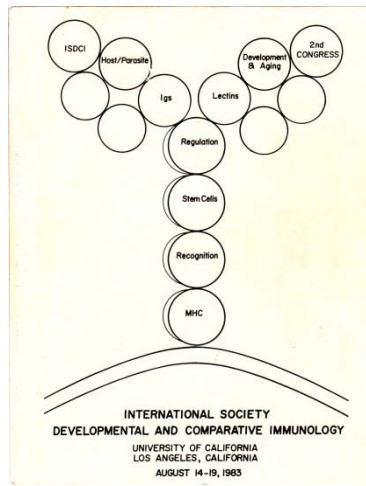 ISDCI
Host/Parasite
Igs
Lectins
Development
& Aging
2nd
CONGRESS
Regulation
Stem Cells
Recognition
MHC
INTERNATIONAL SOCIETY
DEVELOPMENTAL AND COMPARATIVE IMMUNOLOGY
UNIVERSITY OF CALIFORNIA
LOS ANGELES, CALIFORNIA
AUGUST 14-19, 1983